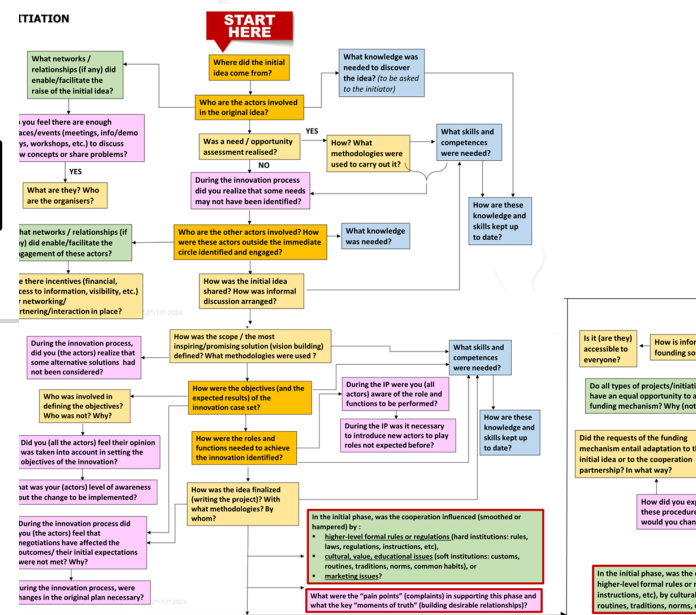 ITIATION
START
HERE
Where did the initial
idea come from?
What networks /
relationships (if any) did
enable/facilitate the
raise of the initial idea?
What knowledge was
needed to discover
the idea? (to be asked
to the initiator)
Who are the actors involved
in the original idea?
you feel there are enough
aces/events (meetings, info/demo
ys, workshops, etc.) to discuss
w concepts or share problems?
YES
What are they? Who
are the organisers?
Was a need / opportunity
assessment realised?
YES
NO
How? What
methodologies were
used to carry out it?
What skills and
competences
were needed?
During the innovation process
did you realize that some needs
may not have been identified?
How are these
knowledge and
skills kept up
to date?
hat networks / relationships (if
y) did enable/facilitate the
gagement of these actors?
Who are the other actors involved? How
were these actors outside the immediate
circle identified and engaged?
What knowledge
was needed?
e there incentives (financial,
cess to information, visibility, etc.)
networking/
rtnering/interaction in place?
How was the initial idea
shared? How was informal
discussion arranged?
During the innovation process,
did you (the actors) realize that
some alternative solutions had
not been considered?
How was the scope / the most
inspiring/promising solution (vision building)
defined? What methodologies were used ?
What skills and
competences
were needed?
Who was involved in
defining the objectives?
Who was not? Why?
How were the objectives (and the
expected results) of the
innovation case set?
During the IP were you (all
actors) aware of the role and
functions to be performed?
During the IP was it necessary
to introduce new actors to play
roles not expected before?
How are these
knowledge and
skills kept up
to date?
Did you (all the actors) feel their opinion
was taken into account in setting the
objectives of the innovation?
How were the roles and
functions needed to achieve
the innovation identified?
hat was your (actors) level of awareness
out the change to be implemented?
How was the idea finalized
(writing the project)? With
what methodologies? By
whom?
During the innovation process did
you (the actors) feel that
negotiations have affected the
outcomes/ their initial expectations
were not met? Why?
uring the innovation process, were
hanges in the original plan necessary?
In the initial phase, was the cooperation influenced (smoothed or
hampered) by :
▪ higher-level formal rules or regulations (hard institutions: rules,
laws, regulations, instructions, etc),
▪ cultural, value, educational issues (soft institutions: customs,
routines, traditions, norms, common habits), or
▪ marketing issues?
What were the “pain points” (complaints) in supporting this phase and
what the key “moments of truth” (building desirable relationships)?
Is it (are they)
accessible to
everyone?
How is infor
founding so
Do all types of projects/initiati
have an equal opportunity to a
funding mechanism? Why (not
Did the requests of the funding
mechanism entail adaptation to th
initial idea or to the cooperation
partnership? In what way?
How did you exp
these procedure
would you chan
In the initial phase, was the c
higher-level formal rules or r
instructions, etc), by cultural
routines, traditions, norms